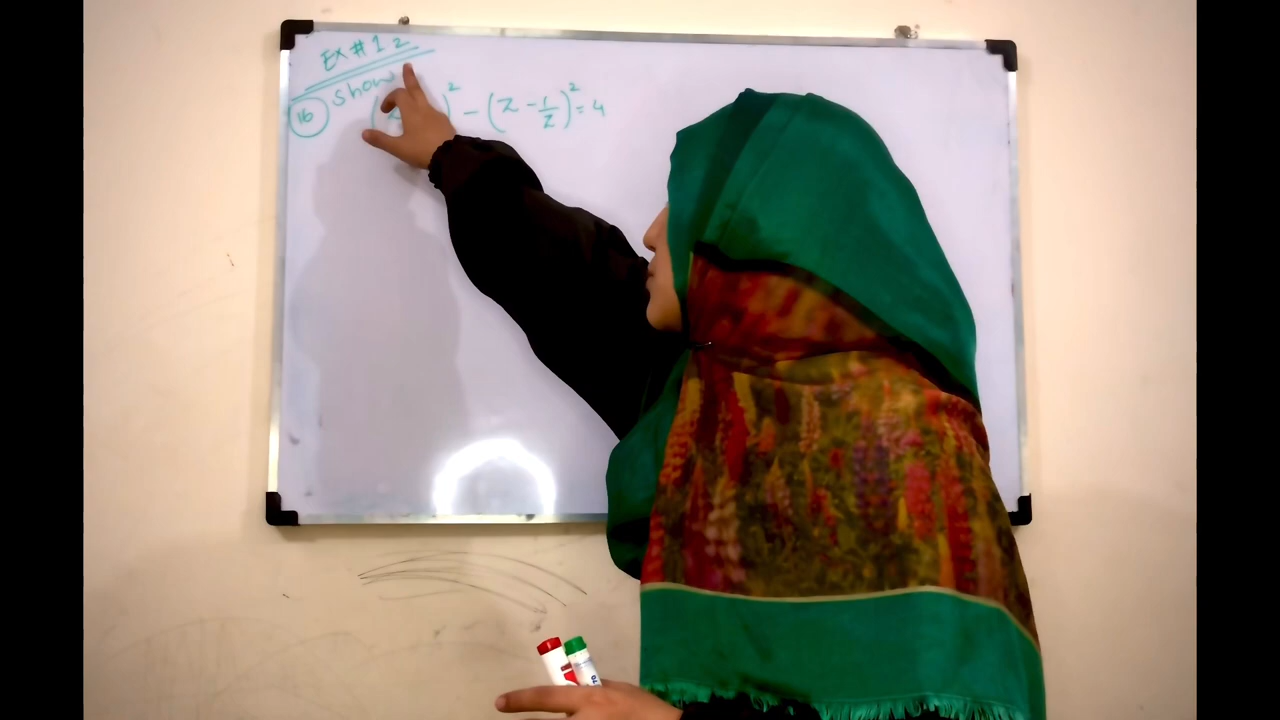 Ex # 1 2
16 Show
( z )² - (z - 1/z)² = 4